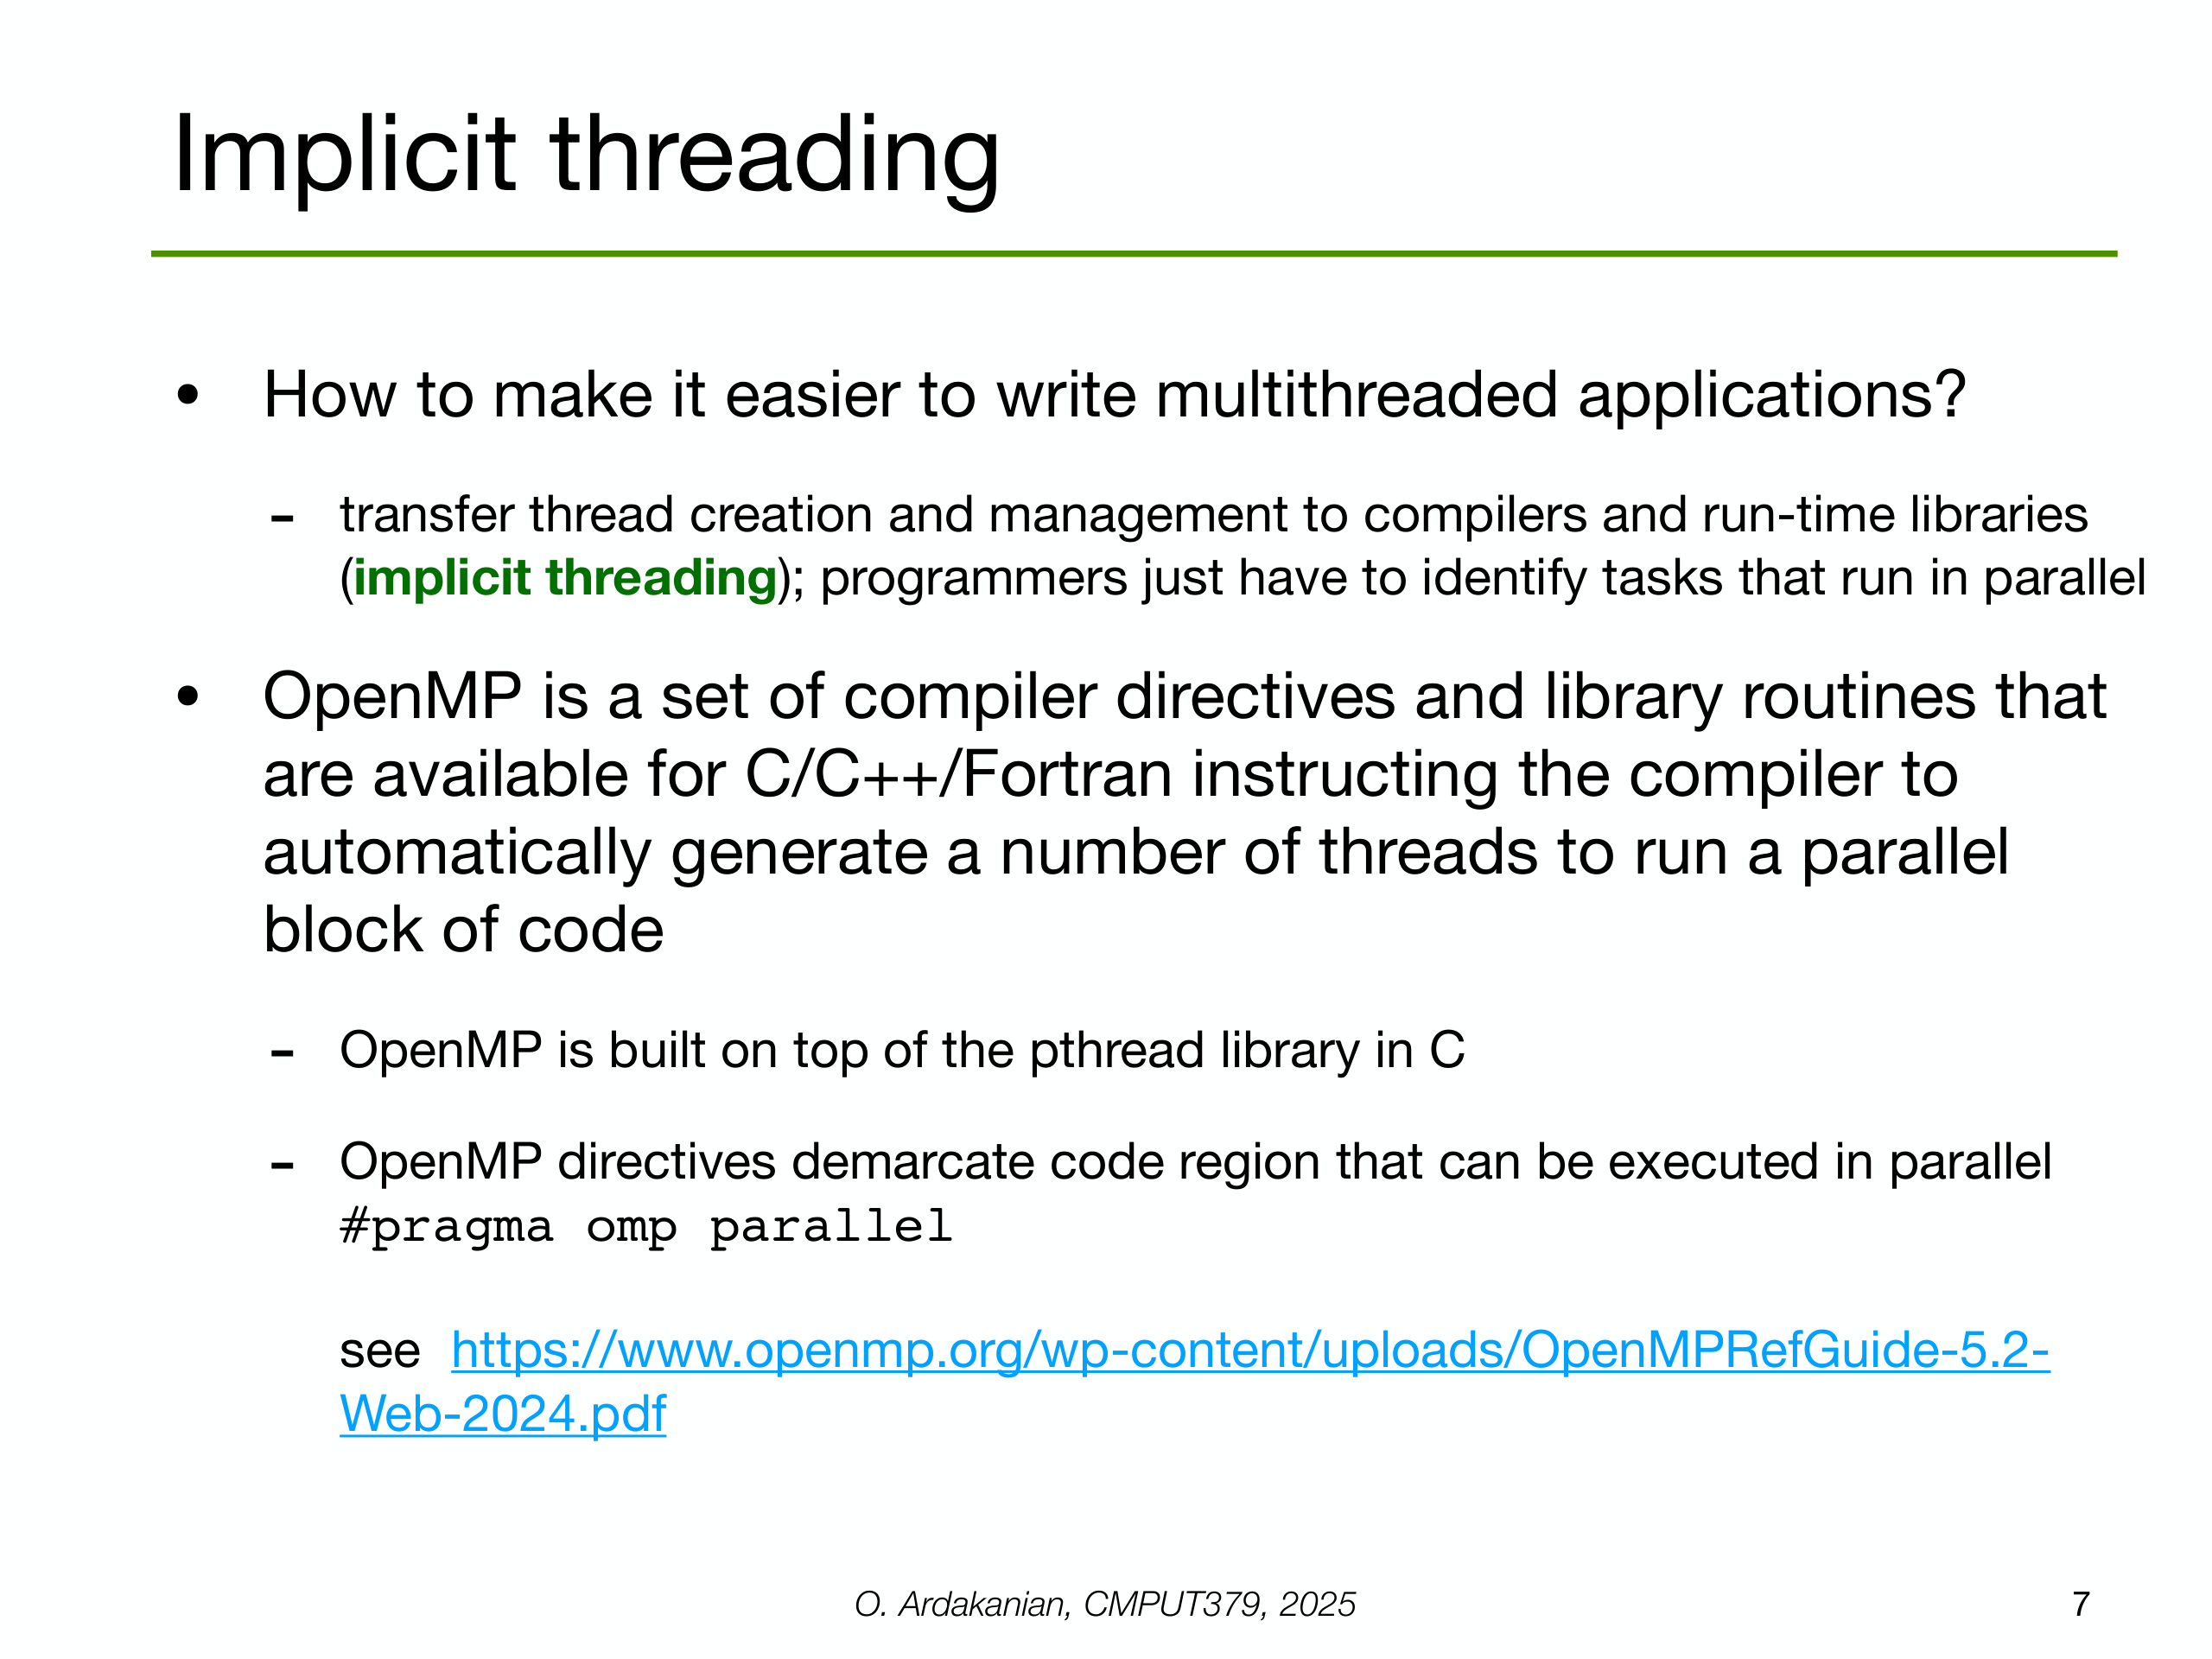 Implicit threading
• How to make it easier to write multithreaded applications?
- transfer thread creation and management to compilers and run-time libraries
(implicit threading); programmers just have to identify tasks that run in parallel
• OpenMP is a set of compiler directives and library routines that
are available for C/C++/Fortran instructing the compiler to
automatically generate a number of threads to run a parallel
block of code
- OpenMP is built on top of the pthread library in C
- OpenMP directives demarcate code region that can be executed in parallel
#pragma omp parallel
see https://www.openmp.org/wp-content/uploads/OpenMPRefGuide-5.2-
Web-2024.pdf
O. Ardakanian, CMPUT379, 2025
7